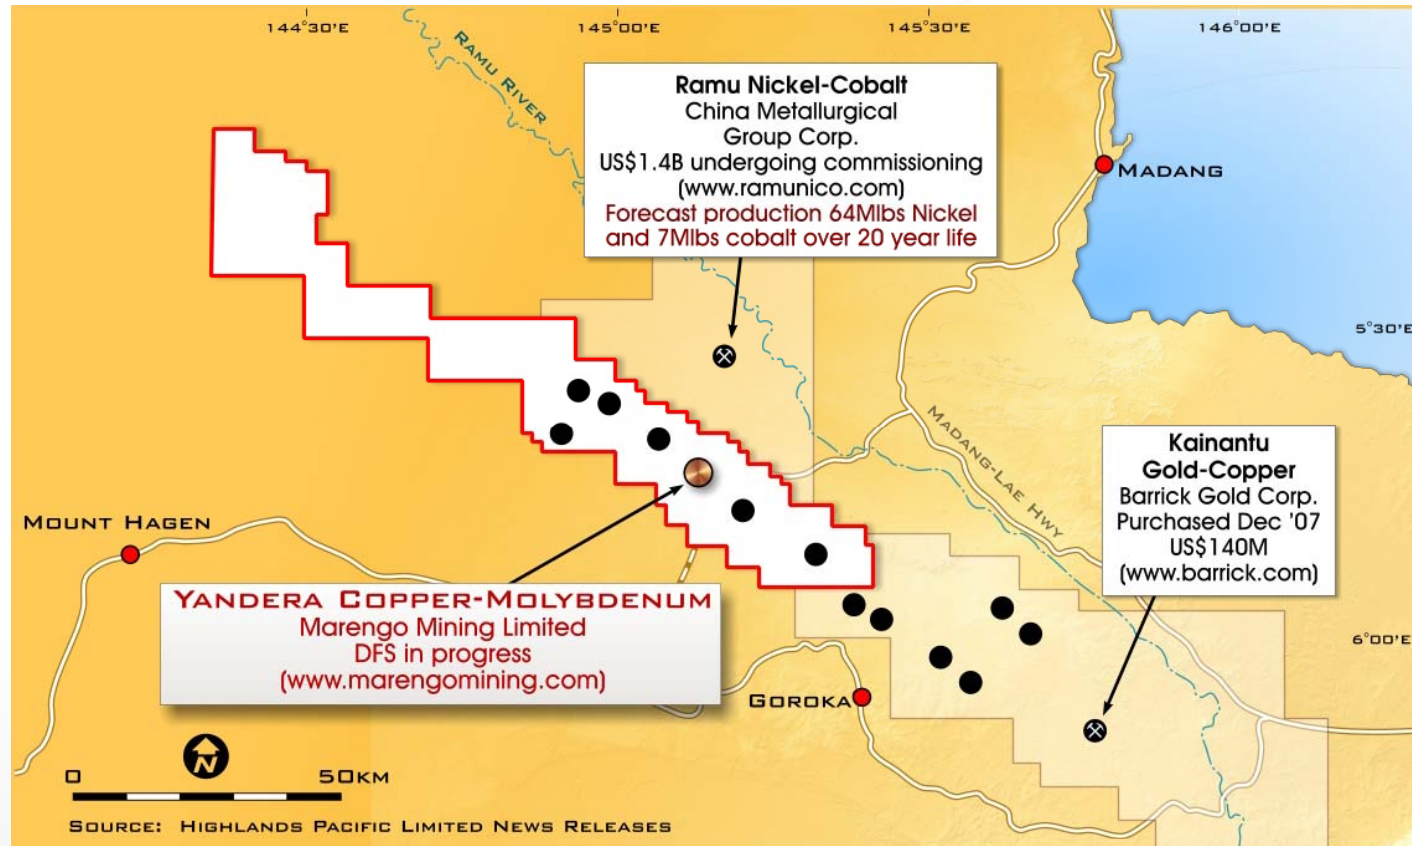 144°30'E
145°00'E
145°30'E
146°00'E
RAMU RIVER
Ramu Nickel-Cobalt
China Metallurgical
Group Corp.
US$1.4B undergoing commissioning
(www.ramunico.com)
Forecast production 64Mlbs Nickel
and 7Mlbs cobalt over 20 year life
MADANG
5°30'E
MADANG-LAE HWY
Kainantu
Gold-Copper
Barrick Gold Corp.
Purchased Dec '07
US$140M
(www.barrick.com)
MOUNT HAGEN
YANDERA COPPER-MOLYBDENUM
Marengo Mining Limited
DFS in progress
(www.marengomining.com)
6°00'E
GOROKA
N
0 50KM
SOURCE: HIGHLANDS PACIFIC LIMITED NEWS RELEASES